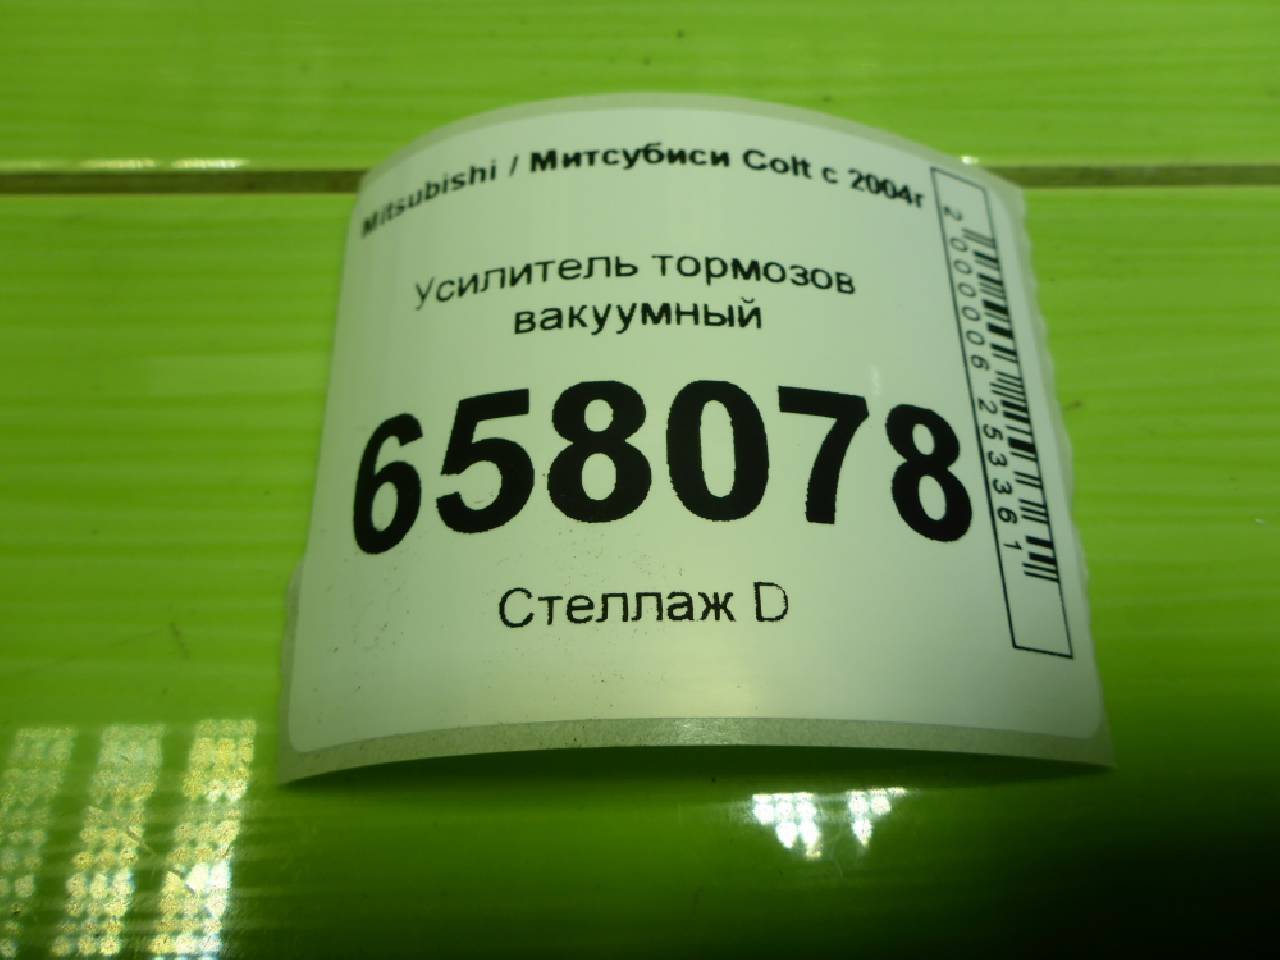 Mitsubishi / Митсубиси Colt с 2004г
Усилитель тормозов
вакуумный
658078
Стеллаж D
2000006253361